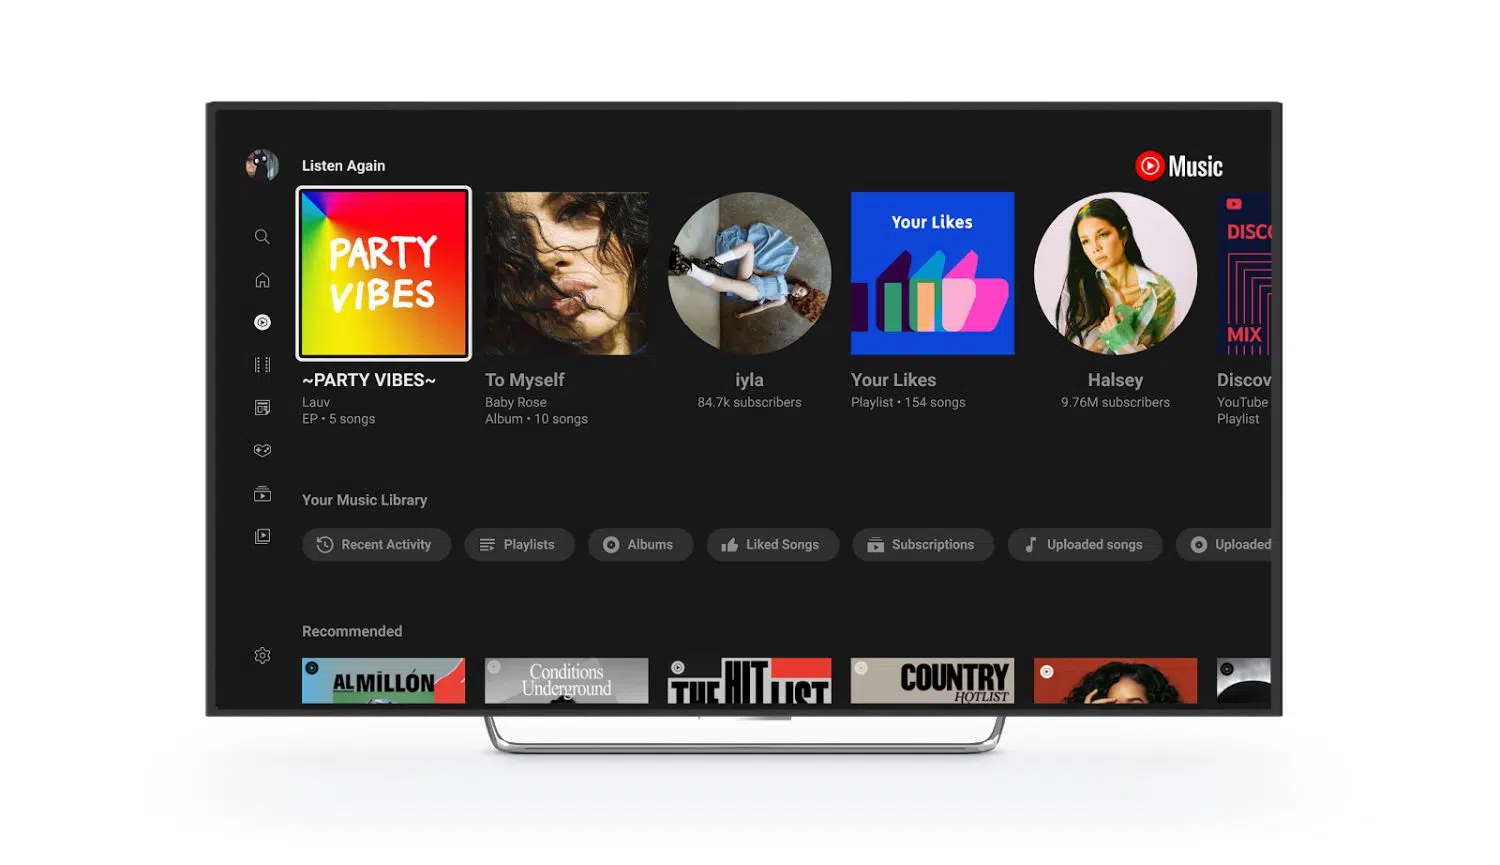 Listen Again
Music
PARTY
VIBES
Your Likes
DISC
MIX
~PARTY VIBES~
Lauv
EP • 5 songs
To Myself
Baby Rose
Album • 10 songs
iyla
84.7k subscribers
Your Likes
Playlist • 154 songs
Halsey
9.76M subscribers
Discov
YouTube
Playlist
Your Music Library
Recent Activity
Playlists
Albums
Liked Songs
Subscriptions
Uploaded songs
Uploaded
Recommended
AL MILLÓN
Conditions
Underground
THE HIT LIST
COUNTRY
HOTLIST